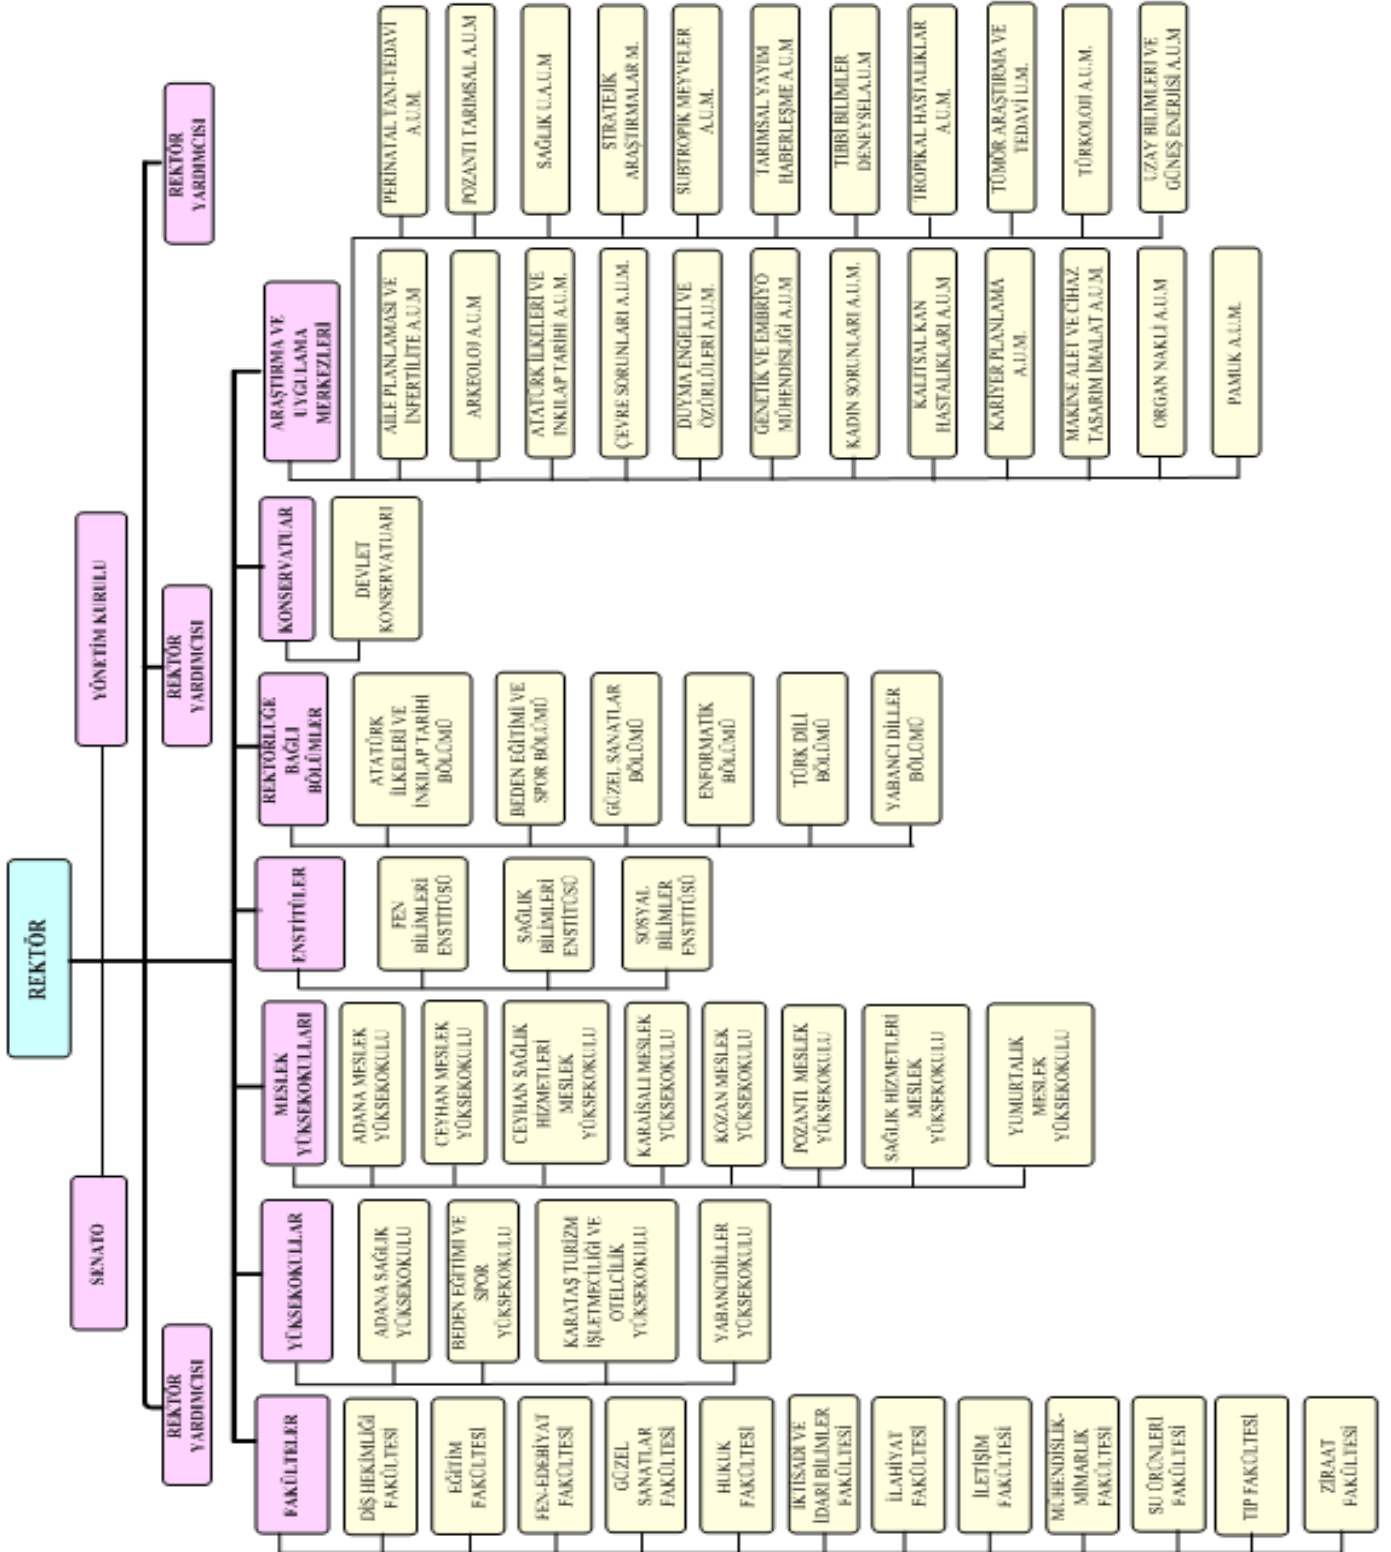 REKTÖR
SENATO
YÖNETİM KURULU
REKTÖR
YARDIMCISI
REKTÖR
YARDIMCISI
REKTÖR
YARDIMCISI
FAKÜLTELER
DİŞ HEKİMLİĞİ
FAKÜLTESİ
EĞİTİM
FAKÜLTESİ
FEN-EDEBİYAT
FAKÜLTESİ
GÜZEL
SANATLAR
FAKÜLTESİ
HUKUK
FAKÜLTESİ
İKTİSADİ VE
İDARİ BİLİMLER
FAKÜLTESİ
İLAHİYAT
FAKÜLTESİ
İLETİŞİM
FAKÜLTESİ
MÜHENDİSLİK-
MİMARLIK
FAKÜLTESİ
SU ÜRÜNLERİ
FAKÜLTESİ
TIP FAKÜLTESİ
ZİRAAT
FAKÜLTESİ
YÜKSEKOKULLAR
ADANA SAĞLIK
YÜKSEKOKULU
BEDEN EĞİTİMİ VE
SPOR
YÜKSEKOKULU
KARATAŞ TURİZM
İŞLETMECİLİĞİ VE
OTELCİLİK
YÜKSEKOKULU
YABANCIDİLLER
YÜKSEKOKULU
MESLEK
YÜKSEKOKULLARI
ADANA MESLEK
YÜKSEKOKULU
CEYHAN MESLEK
YÜKSEKOKULU
CEYHAN SAĞLIK
HİZMETLERİ
MESLEK
YÜKSEKOKULU
KARAİSALI MESLEK
YÜKSEKOKULU
KOZAN MESLEK
YÜKSEKOKULU
POZANTI MESLEK
YÜKSEKOKULU
SAĞLIK HİZMETLERİ
MESLEK
YÜKSEKOKULU
YUMURTALIK
MESLEK
YÜKSEKOKULU
ENSTİTÜLER
FEN
BİLİMLERİ
ENSTİTÜSÜ
SAĞLIK
BİLİMLERİ
ENSTİTÜSÜ
SOSYAL
BİLİMLER
ENSTİTÜSÜ
REKTÖRLÜĞE
BAĞLI
BÖLÜMLER
ATATÜRK
İLKELERİ VE
İNKILAP TARİHİ
BÖLÜMÜ
BEDEN EĞİTİMİ VE
SPOR BÖLÜMÜ
GÜZEL SANATLAR
BÖLÜMÜ
ENFORMATİK
BÖLÜMÜ
TÜRK DİLİ
BÖLÜMÜ
YABANCI DİLLER
BÖLÜMÜ
KONSERVATUAR
DEVLET
KONSERVATUARI
ARAŞTIRMA VE
UYGULAMA
MERKEZLERİ
AİLE PLANLAMASI VE
İNFERTİLİTE A.U.M
ARKEOLOJ A.U.M
ATATÜRK İLKELERİ VE
İNKILAP TARİHİ A.U.M.
ÇEVRE SORUNLARI A.U.M.
DUYMA ENGELLİ VE
ÖZÜRLÜLERİ A.U.M.
GENETİK VE EMBRİYO
MÜHENDİSLİĞİ A.U.M
KADIN SORUNLARI A.U.M.
KALITSAL KAN
HASTALIKLARI A.U.M
KARİYER PLANLAMA
A.U.M.
MAKİNE ALET VE CİHAZ
TASARIM İMALAT A.U.M.
ORGAN NAKLİ A.U.M
PAMUK A.U.M.
PERİNATAL TANI-TEDAVİ
A.U.M.
POZANTI TARIMSAL A.U.M
SAĞLIK U.A.U.M
STRATEJİK
ARAŞTIRMALAR M.
SUBTROPİK MEYVELER
A.U.M.
TARIMSAL YAYIM
HABERLEŞME A.U.M
TIBBİ BİLİMLER
DENEYSELA.U.M
TROPİKAL HASTALIKLAR
A.U.M.
TÜMÖR ARAŞTIRMA VE
TEDAVİ U.M.
TÜRKOLOJİ A.U.M.
UZAY BİLİMLERİ VE
GÜNEŞ ENERJİSİ A.U.M